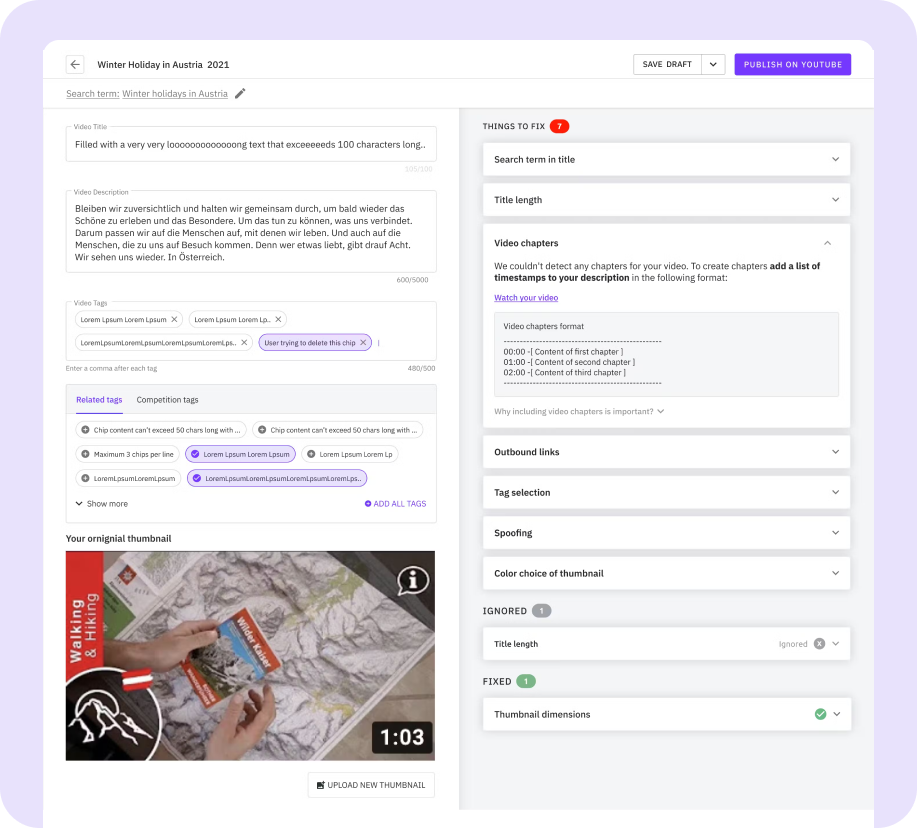 Winter Holiday in Austria 2021
SAVE DRAFT
PUBLISH ON YOUTUBE
Search term: Winter holidays in Austria
Video Title
Filled with a very very looooooooooooong text that exceeeeeds 100 characters long..
105/100
Video Description
Bleiben wir zuversichtlich und halten wir gemeinsam durch, um bald wieder das
Schöne zu erleben und das Besondere. Um das tun zu können, was uns verbindet.
Darum passen wir auf die Menschen auf, mit denen wir leben. Und auch auf die
Menschen, die zu uns auf Besuch kommen. Denn wer etwas liebt, gibt drauf Acht.
Wir sehen uns wieder. In Österreich.
600/5000
Video Tags
Lorem Lpsum Lorem Lpsum
Lorem Lpsum Lorem Lp..
LoremLpsumLoremLpsumLoremLpsumLoremLps..
User trying to delete this chip
Enter a comma after each tag
480/500
Related tags
Competition tags
Chip content can't exceed 50 chars long with ...
Chip content can't exceed 50 chars long with ...
Maximum 3 chips per line
Lorem Lpsum Lorem Lpsum
Lorem Lpsum Lorem Lp
LoremLpsumLoremLpsum
LoremLpsumLoremLpsumLoremLpsumLoremLps..
Show more
ADD ALL TAGS
Your ornignial thumbnail
Walking
& Hiking
Wilder Kaiser
i
1:03
UPLOAD NEW THUMBNAIL
THINGS TO FIX 7
Search term in title
Title length
Video chapters
We couldn't detect any chapters for your video. To create chapters add a list of
timestamps to your description in the following format:
Watch your video
Video chapters format
--------------------------------------------------
00:00 -[ Content of first chapter ]
01:00 -[ Content of second chapter ]
02:00 -[ Content of third chapter ]
--------------------------------------------------
Why including video chapters is important?
Outbound links
Tag selection
Spoofing
Color choice of thumbnail
IGNORED 1
Title length
Ignored
FIXED 1
Thumbnail dimensions